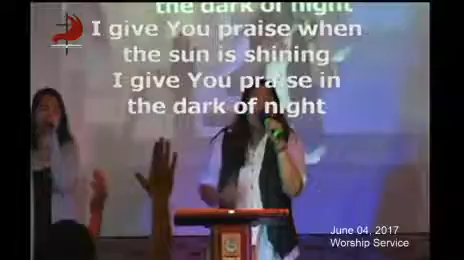 the dark of night
I give You praise when
the sun is shining
I give You praise in
the dark of night
June 04, 2017
Worship Service